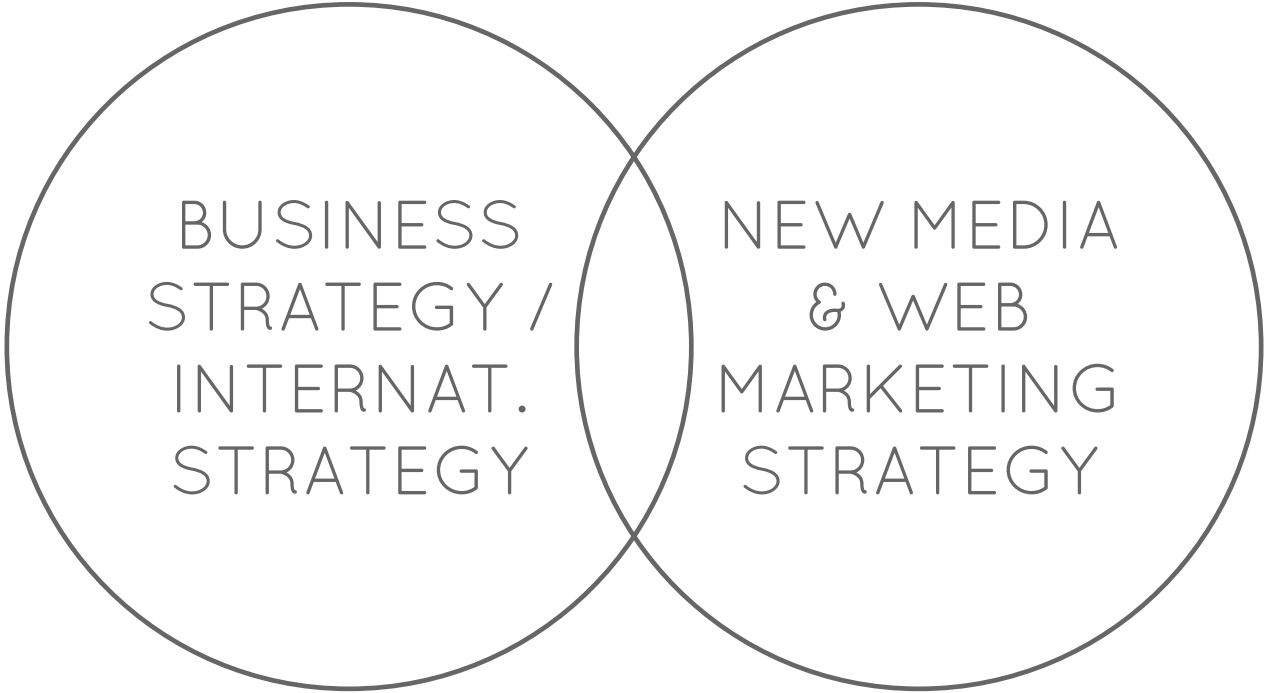 BUSINESS
STRATEGY /
INTERNAT.
STRATEGY
NEW MEDIA
& WEB
MARKETING
STRATEGY